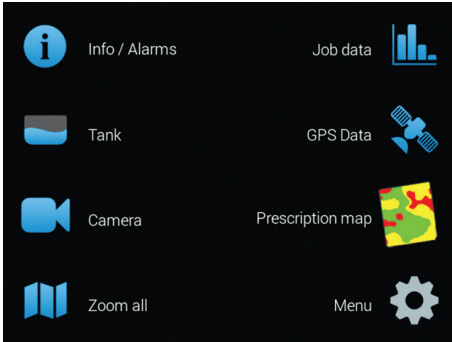 Info / Alarms
Job data
Tank
GPS Data
Camera
Prescription map
Zoom all
Menu